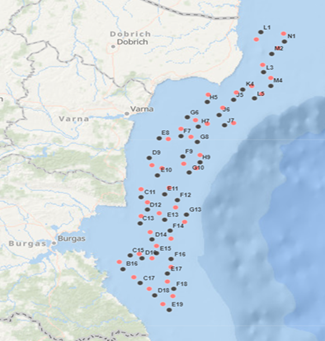 L1
N1
Dobrich
Dobrich
M2
L3
M4
K4
L5
H5
J5
J6
G6
Varna
H7
J7
Varna
F7
E8
G8
D9
F9
H9
G10
E10
C11
E11
F12
D12
G13
C13
E13
F14
D14
Burgas
Burgas
E15
C15
D16
F16
B16
E17
C17
F18
D18
E19